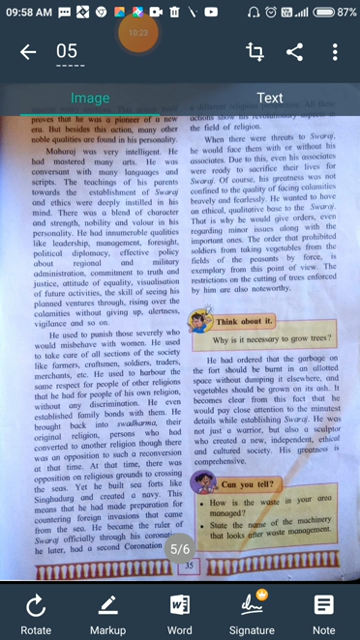 09:58 AM
87%
10:23
05
Image
Text
proves that he was a pioneer of a new
era. But besides this action, many other
noble qualities are found in his personality.
Maharaj was very intelligent. He
had mastered many arts. He was
conversant with many languages and
scripts. The teachings of his parents
towards the establishment of Swaraj
and ethics were deeply instilled in his
mind. There was a blend of character
and strength, nobility and valour in his
personality. He had innumerable qualities
like leadership, management, foresight,
political diplomacy, effective policy
about regional and military
administration, commitment to truth and
justice, attitude of equality, visualisation
of future activities, the skill of seeing his
planned ventures through, rising over the
calamities without giving up, alertness,
vigilance and so on.
He used to punish those severely who
would misbehave with women. He used
to take care of all sections of the society
like farmers, craftsmen, soldiers, traders,
merchants, etc. He used to harbour the
same respect for people of other religions
that he had for people of his own religion,
without any discrimination. He even
established family bonds with them. He
brought back into swadharma, their
original religion, persons who had
converted to another religion though there
was an opposition to such a reconversion
at that time. At that time, there was
opposition on religious grounds to crossing
the seas. Yet he built sea forts like
Sindhudurg and created a navy. This
means that he had made preparation for
countering foreign invasions that came
from the sea. He became the ruler of
Swaraj officially through his
he later, had a second Coronation
actions show his revolutionary
the field of religion.
When there were threats to Swaraj,
he would face them with or without his
associates. Due to this, even his associates
were ready to sacrifice their lives for
Swaraj. Of course, his greatness was not
confined to the quality of facing calamities
bravely and fearlessly. He wanted to have
an ethical, qualitative base to the Swaraj.
That is why he would give orders, even
regarding minor issues along with the
important ones. The order that prohibited
soldiers from taking vegetables from the
fields of the peasants by force, is
exemplary from this point of view. The
restrictions on the cutting of trees enforced
by him are also noteworthy.
Think about it.
Why is it necessary to grow trees?
He had ordered that the garbage on
the fort should be burnt in an allotted
space without dumping it elsewhere, and
vegetables should be grown on its ash. It
becomes clear from this fact that he
would pay close attention to the minutest
details while establishing Swaraj. He was
not just a warrior, but also a sculptor
who created a new, independent, ethical
and cultured society. His greatness is
comprehensive.
Can you tell?
• How is the waste in your area
managed?
• State the name of the machinery
that looks after waste management.
5/6
35
Rotate
Markup
Word
Signature
Note